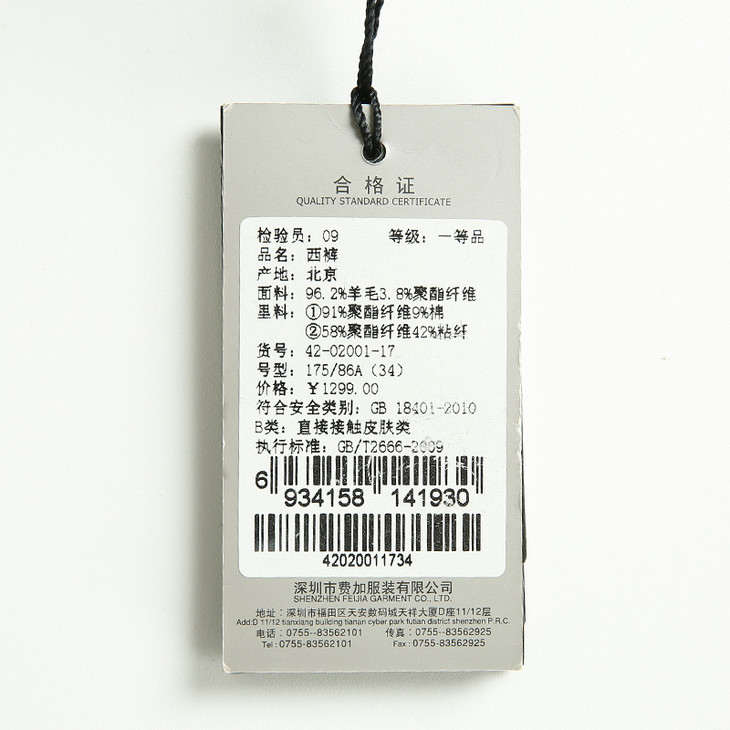 合格证
QUALITY STANDARD CERTIFICATE
检验员：09 等级：一等品
品名：西裤
产地：北京
面料：96.2%羊毛3.8%聚酯纤维
里料：①91%聚酯纤维9%棉
②58%聚酯纤维42%粘纤
货号：42-02001-17
号型：175/86A（34）
价格：￥1299.00
符合安全类别：GB 18401-2010
B类：直接接触皮肤类
执行标准：GB/T2666-2009
6 934158 141930
42020011734
深圳市费加服装有限公司
SHENZHEN FEIJIA GARMENT CO., LTD.
地址：深圳市福田区天安数码城天祥大厦D座11/12层
Add:D 11/12 tianxiang building tianan cyber park futian district shenzhen P.R.C.
电话：0755--83562101 传真：0755--83562925
Tel:0755-83562101 Fax:0755-83562925